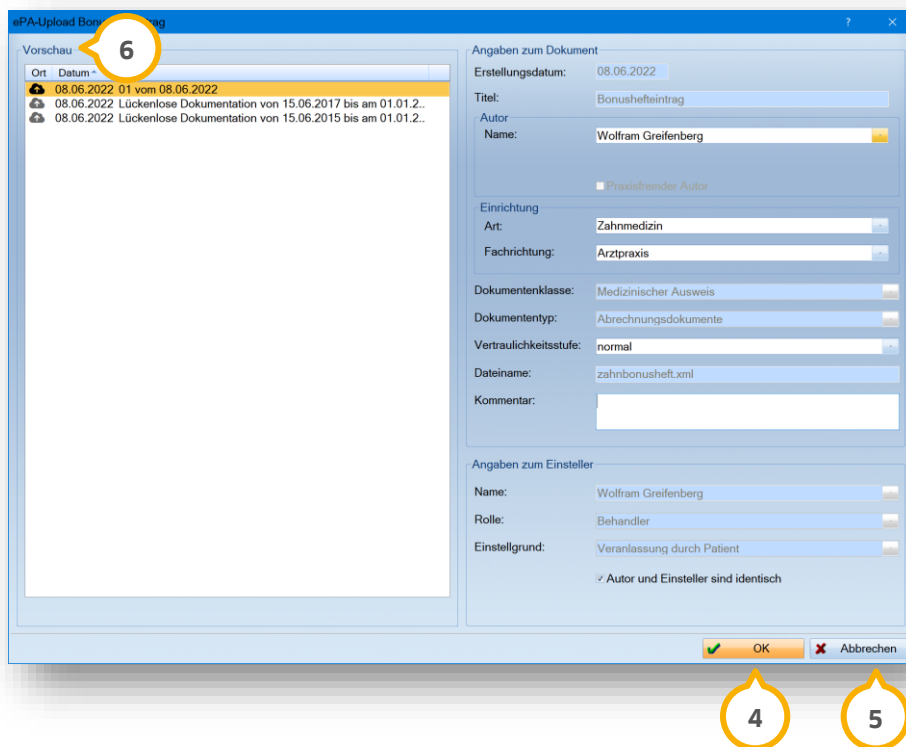 ePA-Upload Bon ag
?
×
Vorschau
6
Ort Datum
08.06.2022 01 vom 08.06.2022
08.06.2022 Lückenlose Dokumentation von 15.06.2017 bis am 01.01.2..
08.06.2022 Lückenlose Dokumentation von 15.06.2015 bis am 01.01.2..
Angaben zum Dokument
Erstellungsdatum: 08.06.2022
Titel: Bonushefteintrag
Autor
Name: Wolfram Greifenberg
Praxisfremder Autor
Einrichtung
Art: Zahnmedizin
Fachrichtung: Arztpraxis
Dokumentenklasse: Medizinischer Ausweis
Dokumententyp: Abrechnungsdokumente
Vertraulichkeitsstufe: normal
Dateiname: zahnbonusheft.xml
Kommentar:
Angaben zum Einsteller
Name: Wolfram Greifenberg
Rolle: Behandler
Einstellgrund: Veranlassung durch Patient
Autor und Einsteller sind identisch
OK
Abbrechen
4
5